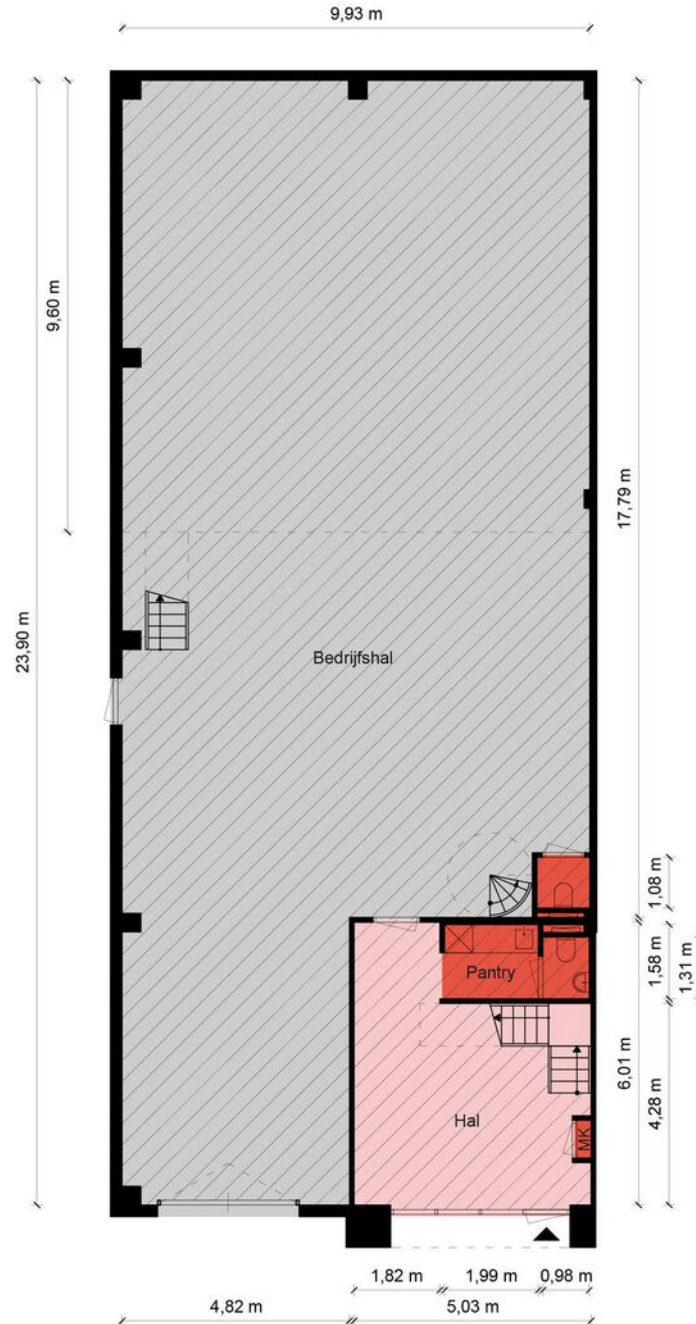 9,93 m
9,60 m
17,79 m
23,90 m
Bedrijfshal
1,08 m
1,58 m
1,31 m
Pantry
6,01 m
4,28 m
Hal
MK
1,82 m
1,99 m
0,98 m
4,82 m
5,03 m